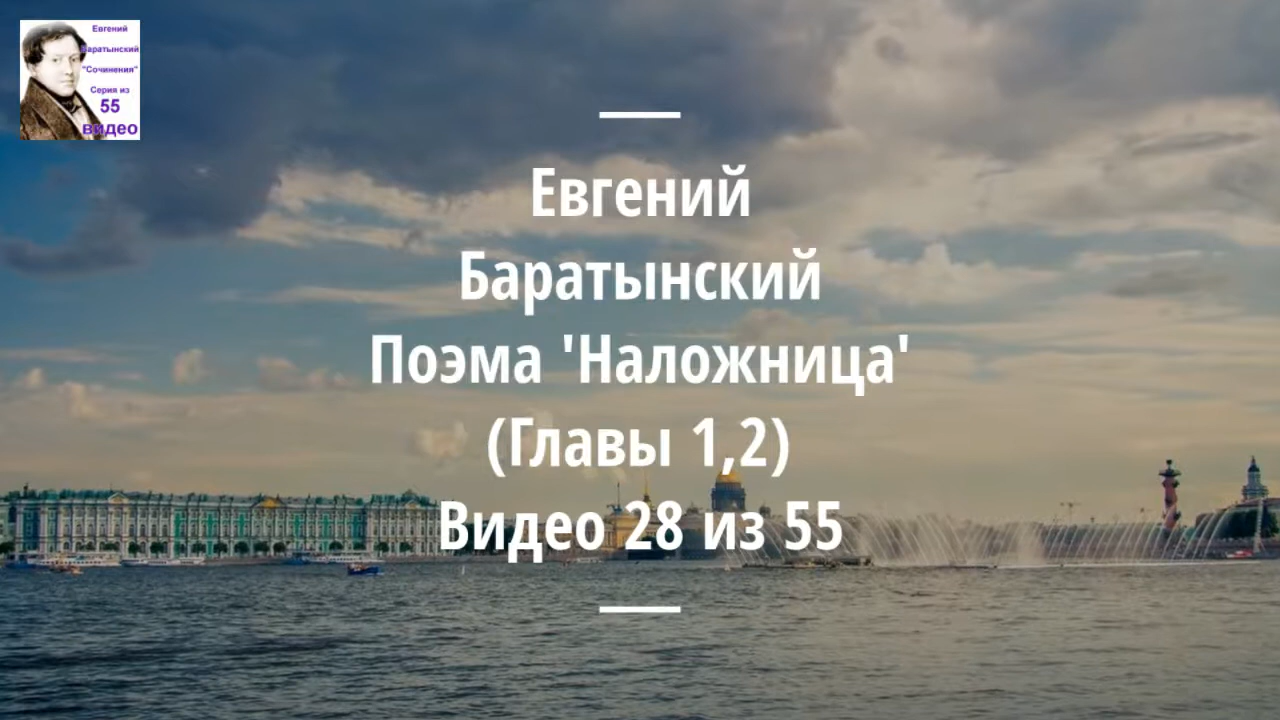 Евгений
Баратынский
"Сочинения"
Серия из
55
видео
Евгений
Баратынский
Поэма 'Наложница'
(Главы 1,2)
Видео 28 из 55